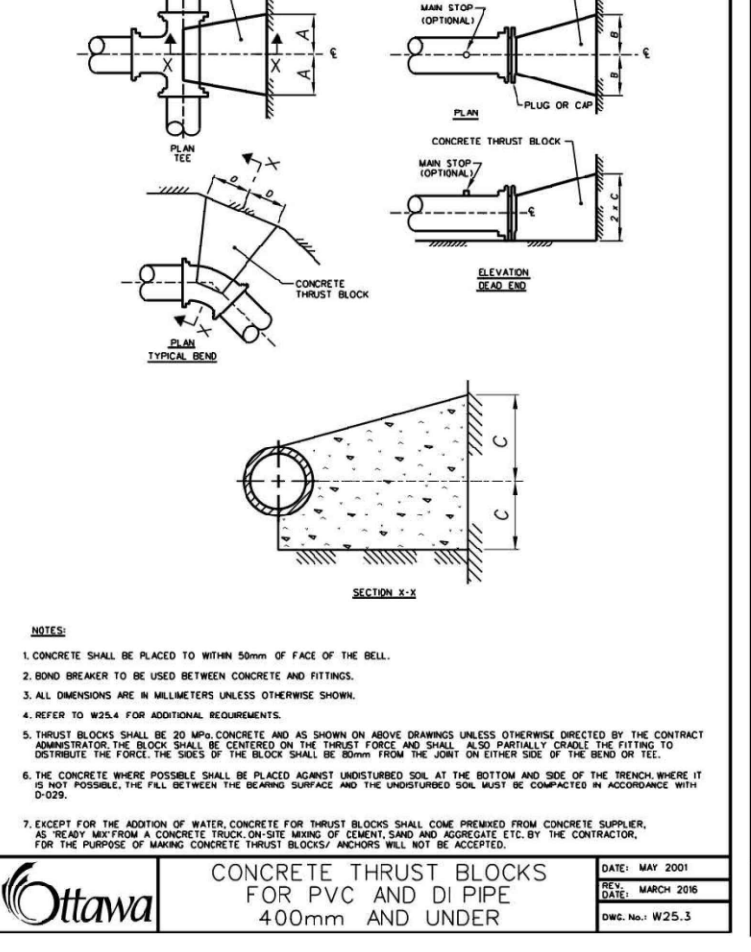 MAIN STOP
(OPTIONAL)
A
A
X
X
℄
B
B
℄
PLUG OR CAP
PLAN
PLAN
TEE
CONCRETE THRUST BLOCK
MAIN STOP
(OPTIONAL)
℄
2 x C
ELEVATION
DEAD END
X
D
D
CONCRETE
THRUST BLOCK
X
PLAN
TYPICAL BEND
C
C
SECTION X-X
NOTES:
1. CONCRETE SHALL BE PLACED TO WITHIN 50mm OF FACE OF THE BELL.
2. BOND BREAKER TO BE USED BETWEEN CONCRETE AND FITTINGS.
3. ALL DIMENSIONS ARE IN MILLIMETERS UNLESS OTHERWISE SHOWN.
4. REFER TO W25.4 FOR ADDITIONAL REQUIREMENTS.
5. THRUST BLOCKS SHALL BE 20 MPa. CONCRETE AND AS SHOWN ON ABOVE DRAWINGS UNLESS OTHERWISE DIRECTED BY THE CONTRACT
ADMINISTRATOR. THE BLOCK SHALL BE CENTERED ON THE THRUST FORCE AND SHALL ALSO PARTIALLY CRADLE THE FITTING TO
DISTRIBUTE THE FORCE. THE SIDES OF THE BLOCK SHALL BE 80mm FROM THE JOINT ON EITHER SIDE OF THE BEND OR TEE.
6. THE CONCRETE WHERE POSSIBLE SHALL BE PLACED AGAINST UNDISTURBED SOIL AT THE BOTTOM AND SIDE OF THE TRENCH. WHERE IT
IS NOT POSSIBLE, THE FILL BETWEEN THE BEARING SURFACE AND THE UNDISTURBED SOIL MUST BE COMPACTED IN ACCORDANCE WITH
D-029.
7. EXCEPT FOR THE ADDITION OF WATER, CONCRETE FOR THRUST BLOCKS SHALL COME PREMIXED FROM CONCRETE SUPPLIER,
AS "READY MIX" FROM A CONCRETE TRUCK. ON-SITE MIXING OF CEMENT, SAND AND AGGREGATE ETC. BY THE CONTRACTOR,
FOR THE PURPOSE OF MAKING CONCRETE THRUST BLOCKS/ ANCHORS WILL NOT BE ACCEPTED.
Ottawa
CONCRETE THRUST BLOCKS
FOR PVC AND DI PIPE
400mm AND UNDER
DATE: MAY 2001
REV.
DATE: MARCH 2016
DWG. No.: W25.3